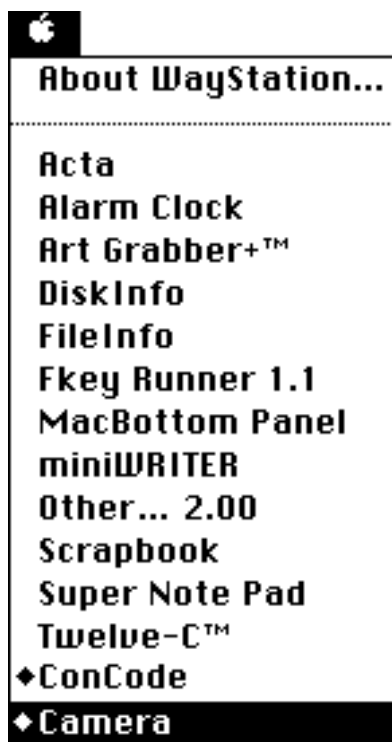 About WayStation...
Acta
Alarm Clock
Art Grabber+™
DiskInfo
FileInfo
Fkey Runner 1.1
MacBottom Panel
miniWRITER
Other... 2.00
Scrapbook
Super Note Pad
Twelve-C™
◆ConCode
◆Camera